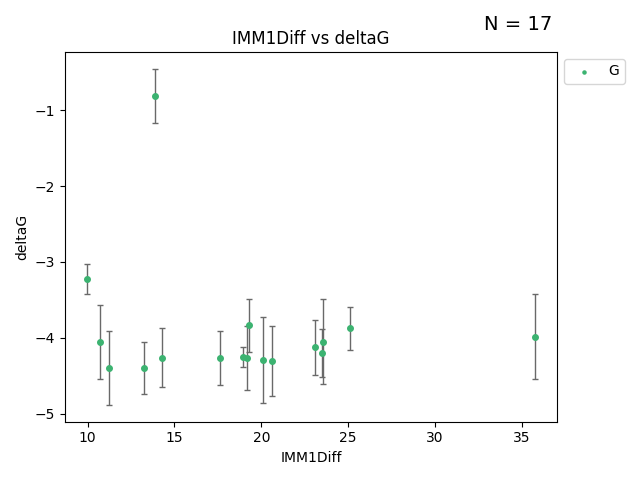 N = 17
IMM1Diff vs deltaG
G
−1
−2
−3
−4
−5
deltaG
10 15 20 25 30 35
IMM1Diff